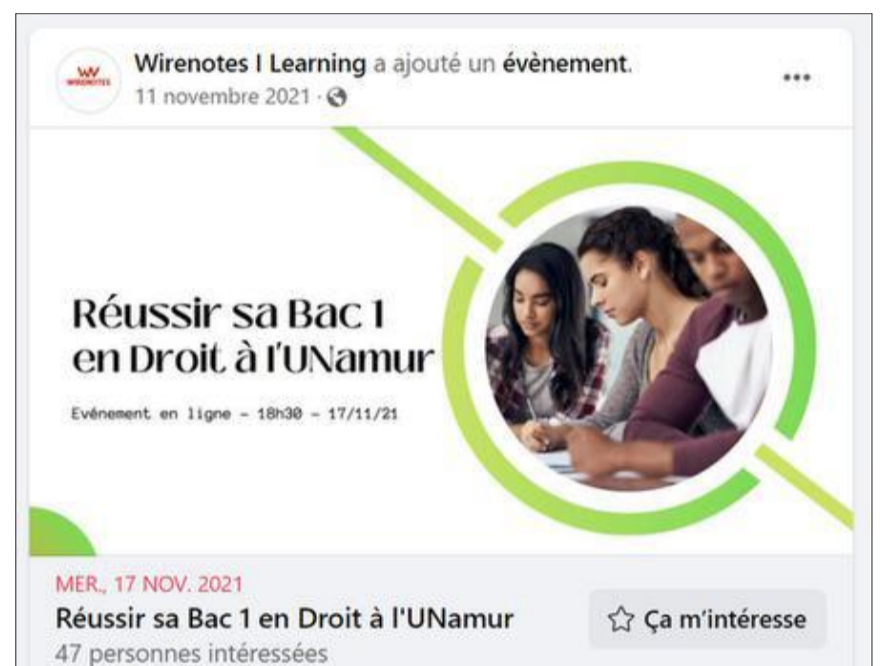 Wirenotes I Learning a ajouté un évènement.
WIRENOTES
11 novembre 2021 ·
Réussir sa Bac 1
en Droit à l'UNamur
Evénement en ligne - 18h30 - 17/11/21
MER., 17 NOV. 2021
Réussir sa Bac 1 en Droit à l'UNamur
Ça m'intéresse
47 personnes intéressées